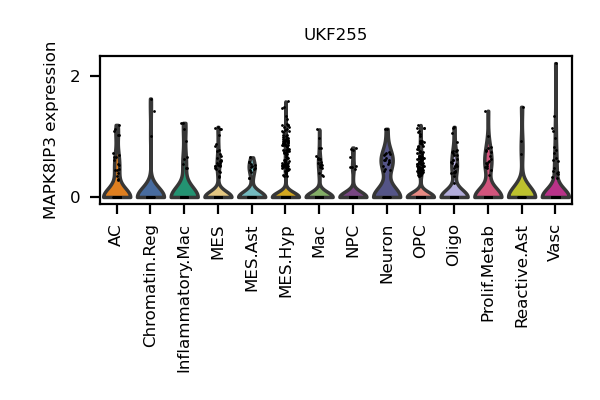 UKF255
MAPK8IP3 expression
2
0
AC
Chromatin.Reg
Inflammatory.Mac
MES
MES.Ast
MES.Hyp
Mac
NPC
Neuron
OPC
Oligo
Prolif.Metab
Reactive.Ast
Vasc